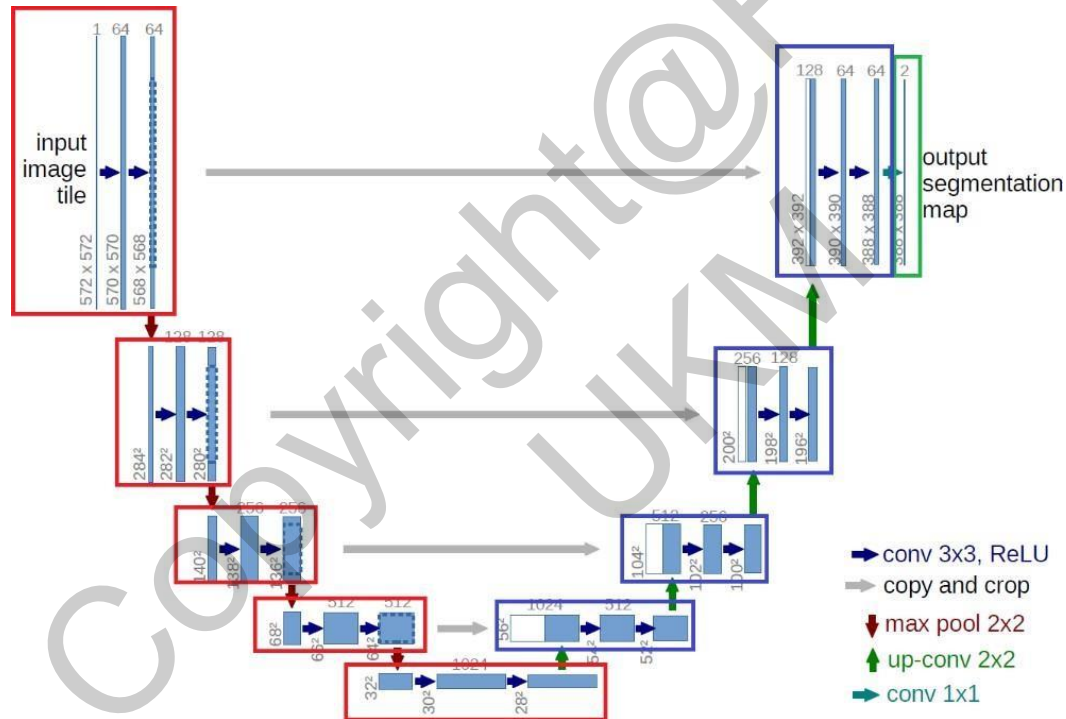 1 64 64
input
image
tile
572 x 572
570 x 570
568 x 568
128 64 64 2
output
segmentation
map
392 x 392
390 x 390
388 x 388
388 x 388
128 128
284²
282²
280²
256 128
200²
198²
196²
256 256
140²
138²
136²
512 256
104²
102²
100²
512 512
68²
66²
64²
1024 512
56²
54²
52²
1024
32²
30²
28²
conv 3x3, ReLU
copy and crop
max pool 2x2
up-conv 2x2
conv 1x1
Copyright@F
UKM